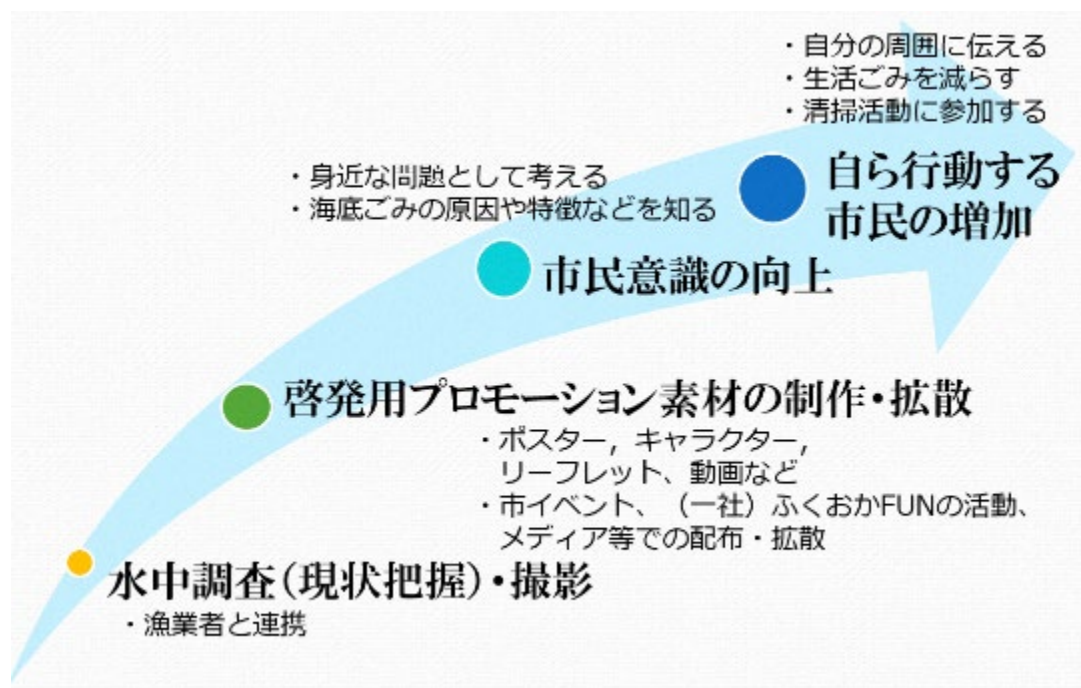 ・自分の周囲に伝える
・生活ごみを減らす
・清掃活動に参加する
自ら行動する
市民の増加
・身近な問題として考える
・海底ごみの原因や特徴などを知る
市民意識の向上
啓発用プロモーション素材の制作・拡散
・ポスター，キャラクター，
リーフレット、動画など
・市イベント、（一社）ふくおかFUNの活動、
メディア等での配布・拡散
水中調査（現状把握）・撮影
・漁業者と連携